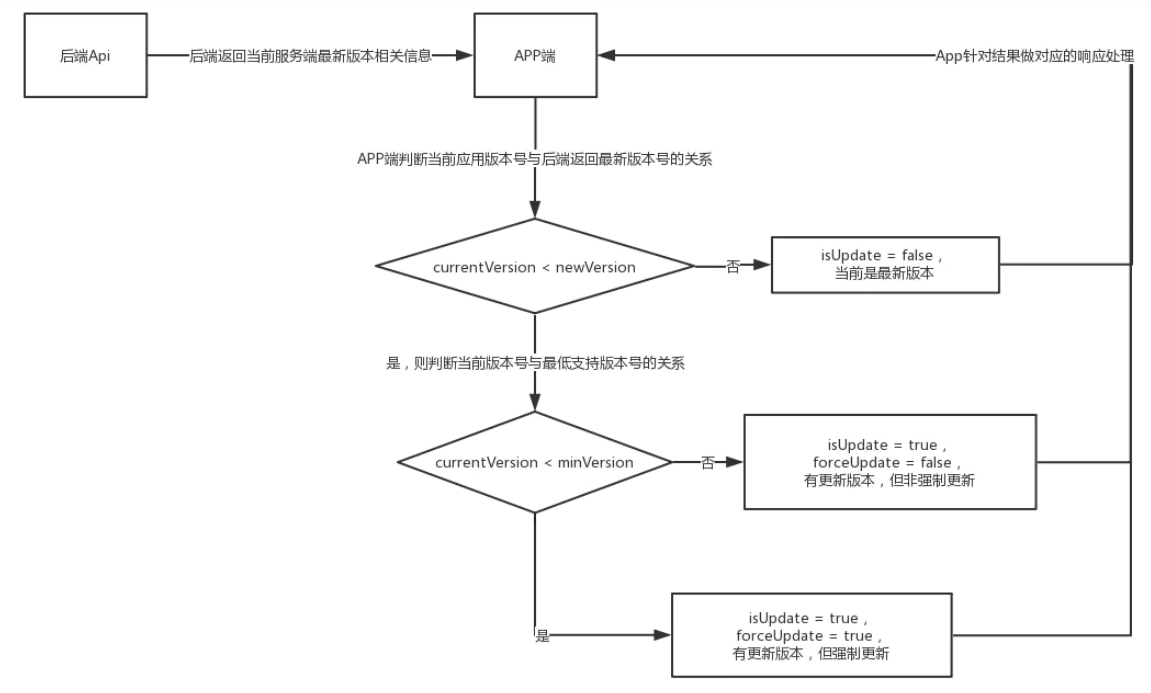 后端Api
后端返回当前服务端最新版本相关信息
APP端
App针对结果做对应的响应处理
APP端判断当前应用版本号与后端返回最新版本号的关系
currentVersion < newVersion
否
isUpdate = false，
当前是最新版本
是，则判断当前版本号与最低支持版本号的关系
currentVersion < minVersion
否
isUpdate = true，
forceUpdate = false，
有更新版本，但非强制更新
是
isUpdate = true，
forceUpdate = true，
有更新版本，但强制更新